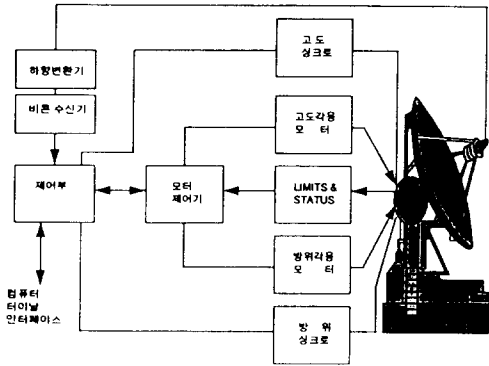 하향변환기
비콘 수신기
제어부
컴퓨터
터이날
인터페이스
모터
제어기
고 도
싱크로
고도각용
모 터
LIMITS &
STATUS
방위각용
모 터
방 위
싱크로